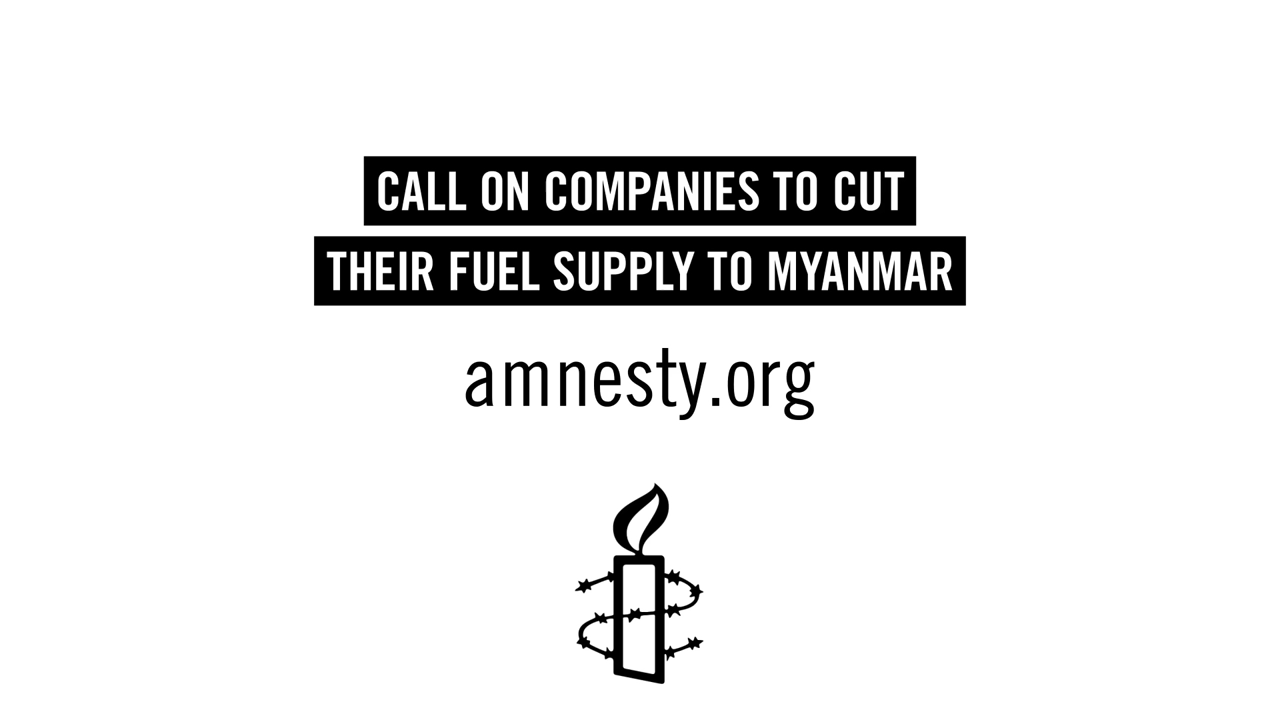 CALL ON COMPANIES TO CUT
THEIR FUEL SUPPLY TO MYANMAR
amnesty.org